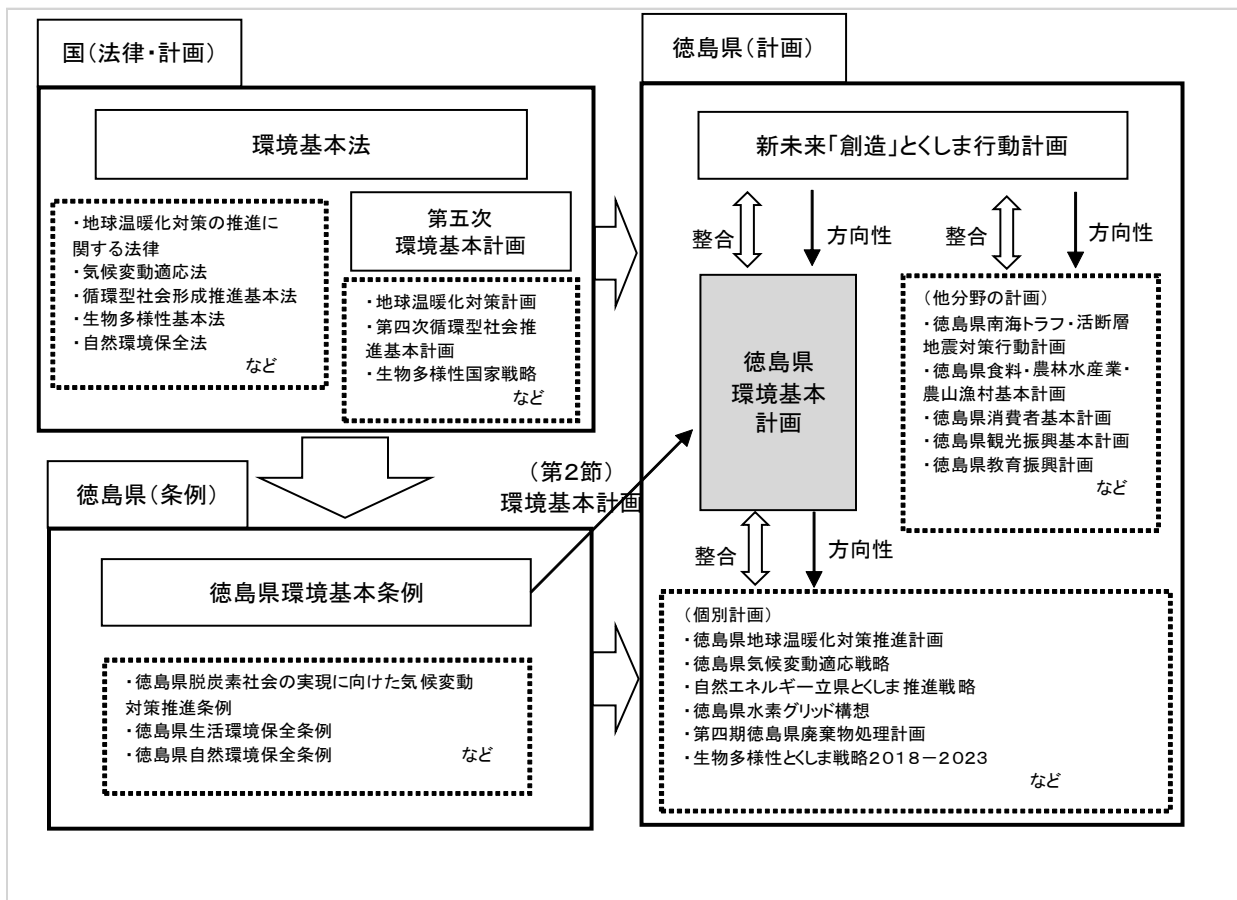 国(法律・計画)
環境基本法
・地球温暖化対策の推進に
関する法律
・気候変動適応法
・循環型社会形成推進基本法
・生物多様性基本法
・自然環境保全法
など
第五次
環境基本計画
・地球温暖化対策計画
・第四次循環型社会推
進基本計画
・生物多様性国家戦略
など
徳島県(条例)
徳島県環境基本条例
・徳島県脱炭素社会の実現に向けた気候変動
対策推進条例
・徳島県生活環境保全条例
・徳島県自然環境保全条例 など
(第2節)
環境基本計画
徳島県(計画)
新未来「創造」とくしま行動計画
整合
方向性
整合
方向性
徳島県
環境基本
計画
(他分野の計画)
・徳島県南海トラフ・活断層
地震対策行動計画
・徳島県食料・農林水産業・
農山漁村基本計画
・徳島県消費者基本計画
・徳島県観光振興基本計画
・徳島県教育振興計画
など
整合
方向性
(個別計画)
・徳島県地球温暖化対策推進計画
・徳島県気候変動適応戦略
・自然エネルギー立県とくしま推進戦略
・徳島県水素グリッド構想
・第四期徳島県廃棄物処理計画
・生物多様性とくしま戦略2018-2023
など